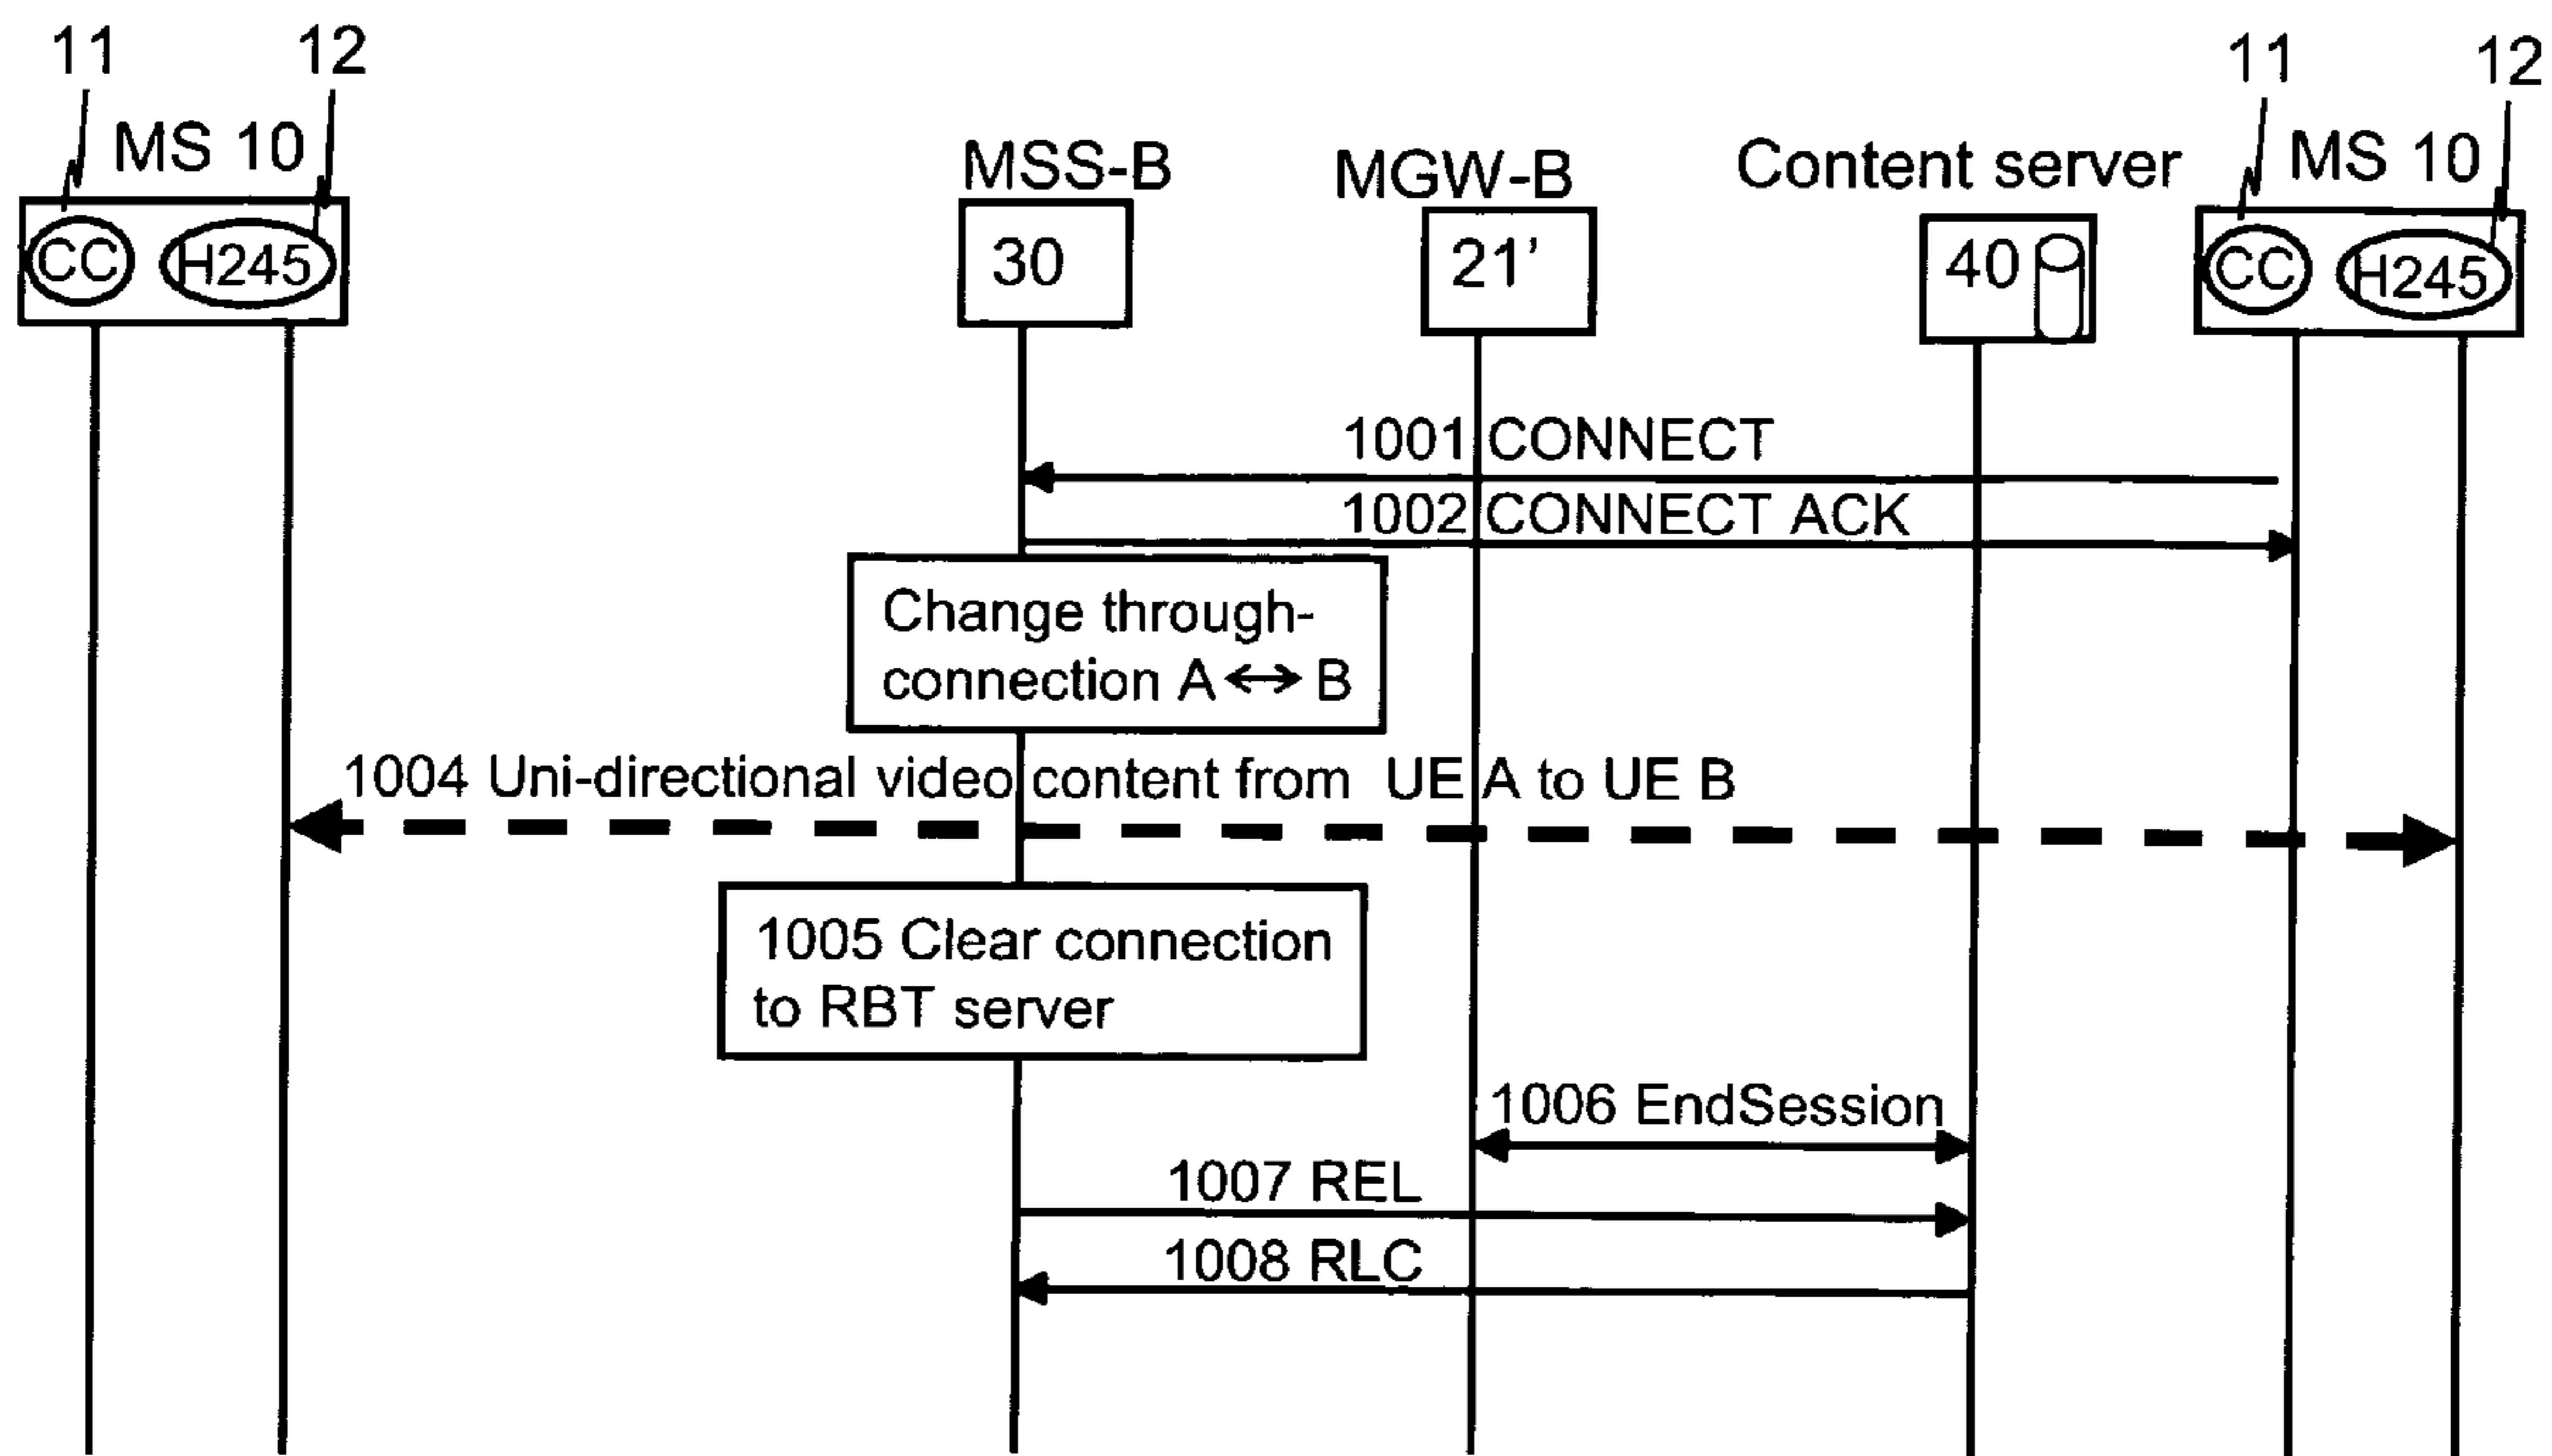 11
12
11
12
MS 10
MSS-B
MGW-B
Content server
MS 10
CC
H245
30
21’
40
CC
H245
1001 CONNECT
1002 CONNECT ACK
Change through-
connection A ↔ B
1004 Uni-directional video content from UE A to UE B
1005 Clear connection
to RBT server
1006 EndSession
1007 REL
1008 RLC